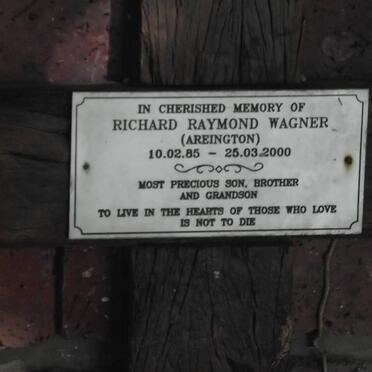 IN CHERISHED MEMORY OF
RICHARD RAYMOND WAGNER
(AREINGTON)
10.02.85 – 25.03.2000
MOST PRECIOUS SON, BROTHER
AND GRANDSON
TO LIVE IN THE HEARTS OF THOSE WHO LOVE
IS NOT TO DIE